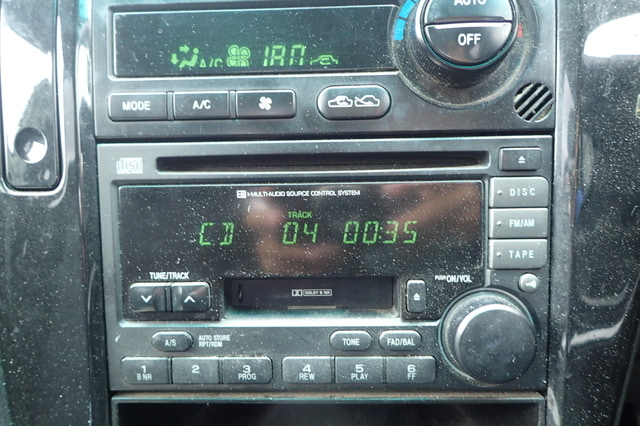 AUTO
OFF
A/C
MODE A/C
disc
MULTI-AUDIO SOURCE CONTROL SYSTEM
DISC
TRACK
CD 04 00:35
FM/AM
TAPE
TUNE/TRACK
PUSH ON/VOL
DOLBY B NR
A/S AUTO STORE TONE FAD/BAL
RPT/RDM
1 2 3 4 5 6
B NR PROG REW PLAY FF